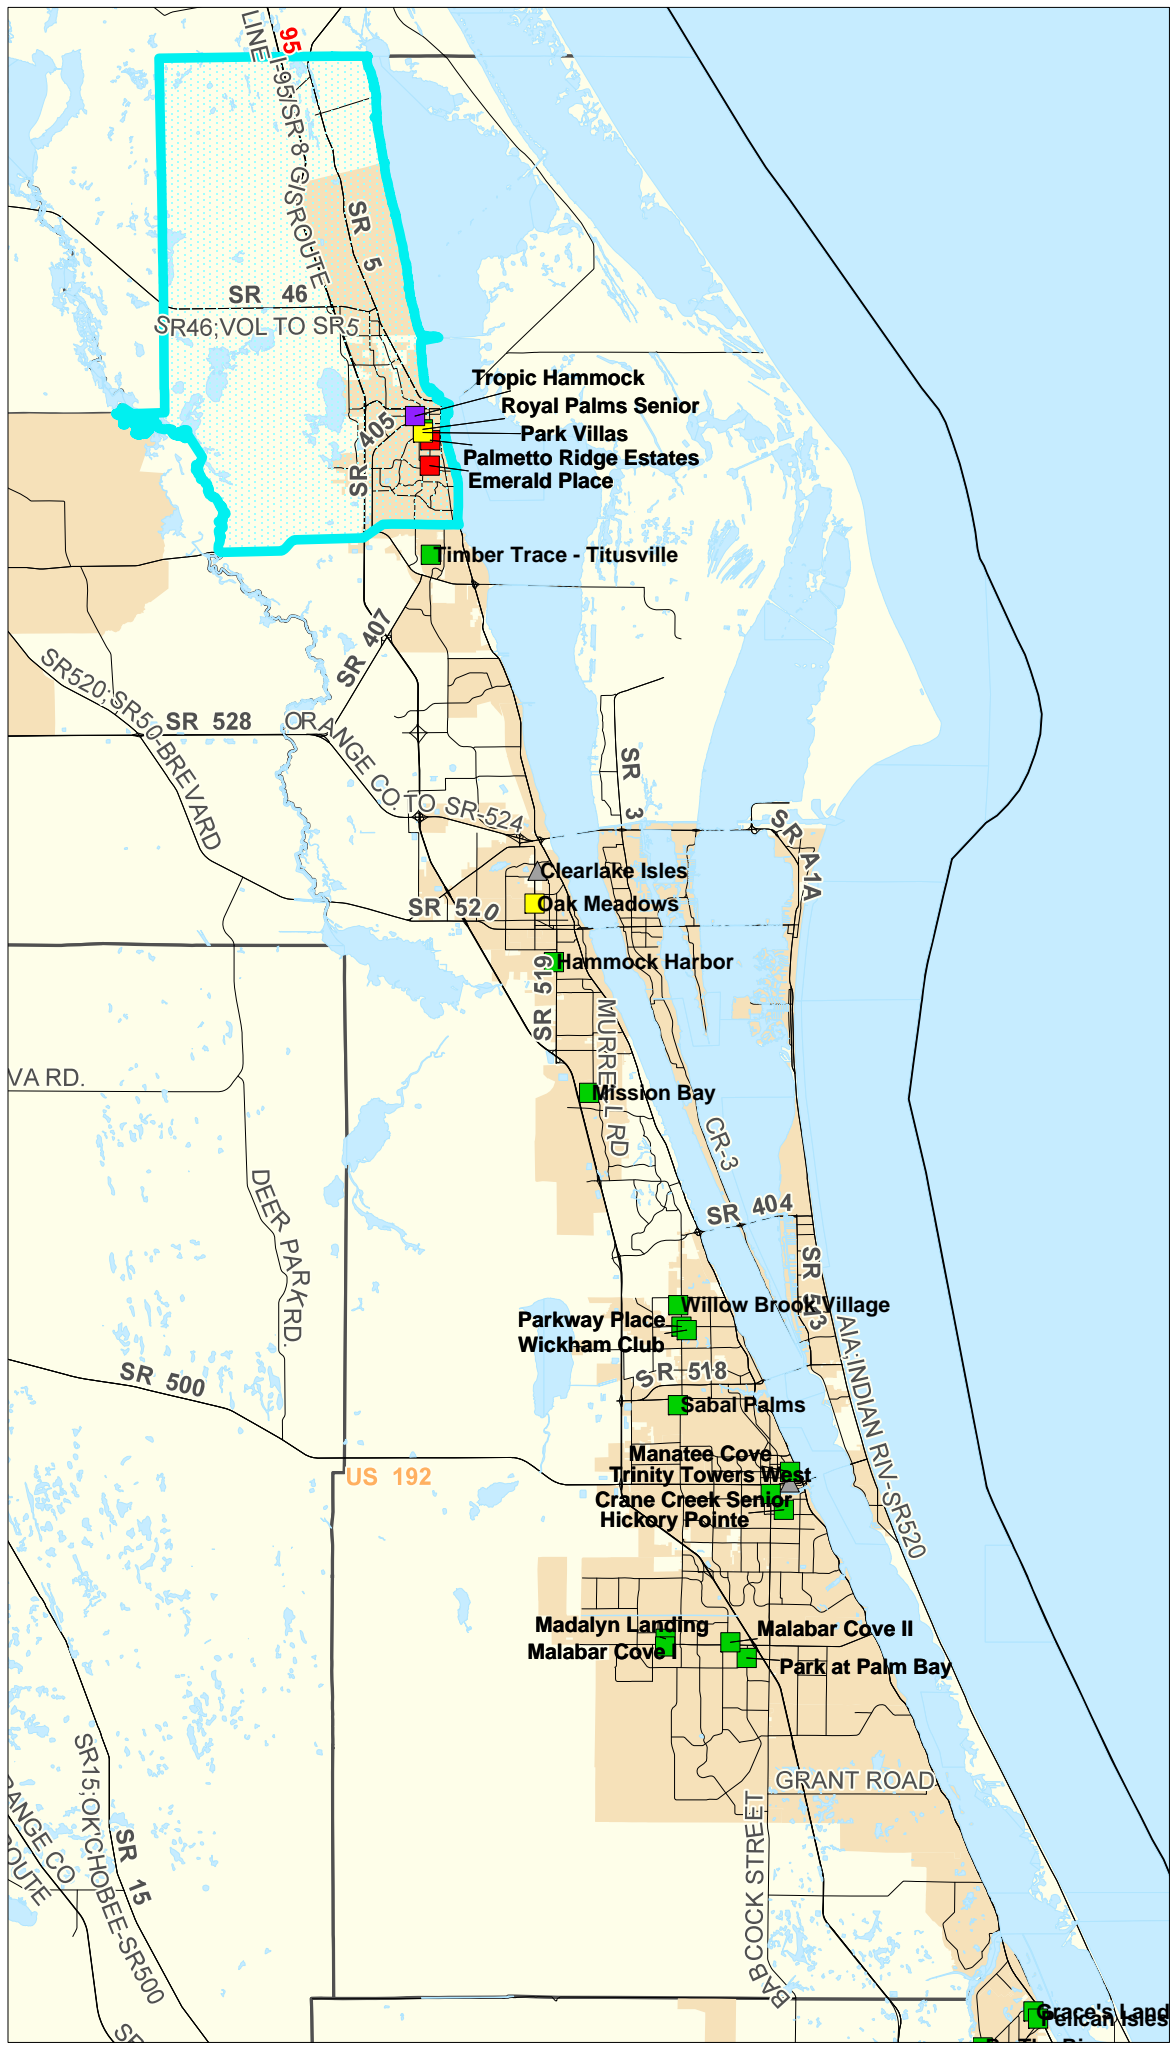 95
LINE I-95/SR 8 G/SROUTE
SR 5
SR 46
SR46;VOL TO SR5
Tropic Hammock
Royal Palms Senior
SR 405
Park Villas
Palmetto Ridge Estates
Emerald Place
Timber Trace - Titusville
SR 407
SR520;SR50-BREVARD
SR 528
ORANGE CO.TO SR-524
SR 3
SR A1A
Clearlake Isles
Oak Meadows
SR 520
Hammock Harbor
SR 519
MURRELL RD
VA RD.
Mission Bay
CR-3
DEER PARK RD.
SR 404
SR 513
Willow Brook Village
Parkway Place
Wickham Club
AIA:INDIAN RIV-SR520
SR 518
SR 500
Sabal Palms
Manatee Cove
US 192
Trinity Towers West
Crane Creek Senior
Hickory Pointe
Madalyn Landing
Malabar Cove II
Malabar Cove I
Park at Palm Bay
SR15;OK'CHOBEE-SR500
GRANT ROAD
ANGE CO
OUTE
SR 15
BABCOCK STREET
Grace's Land
Pelican Isles
SR